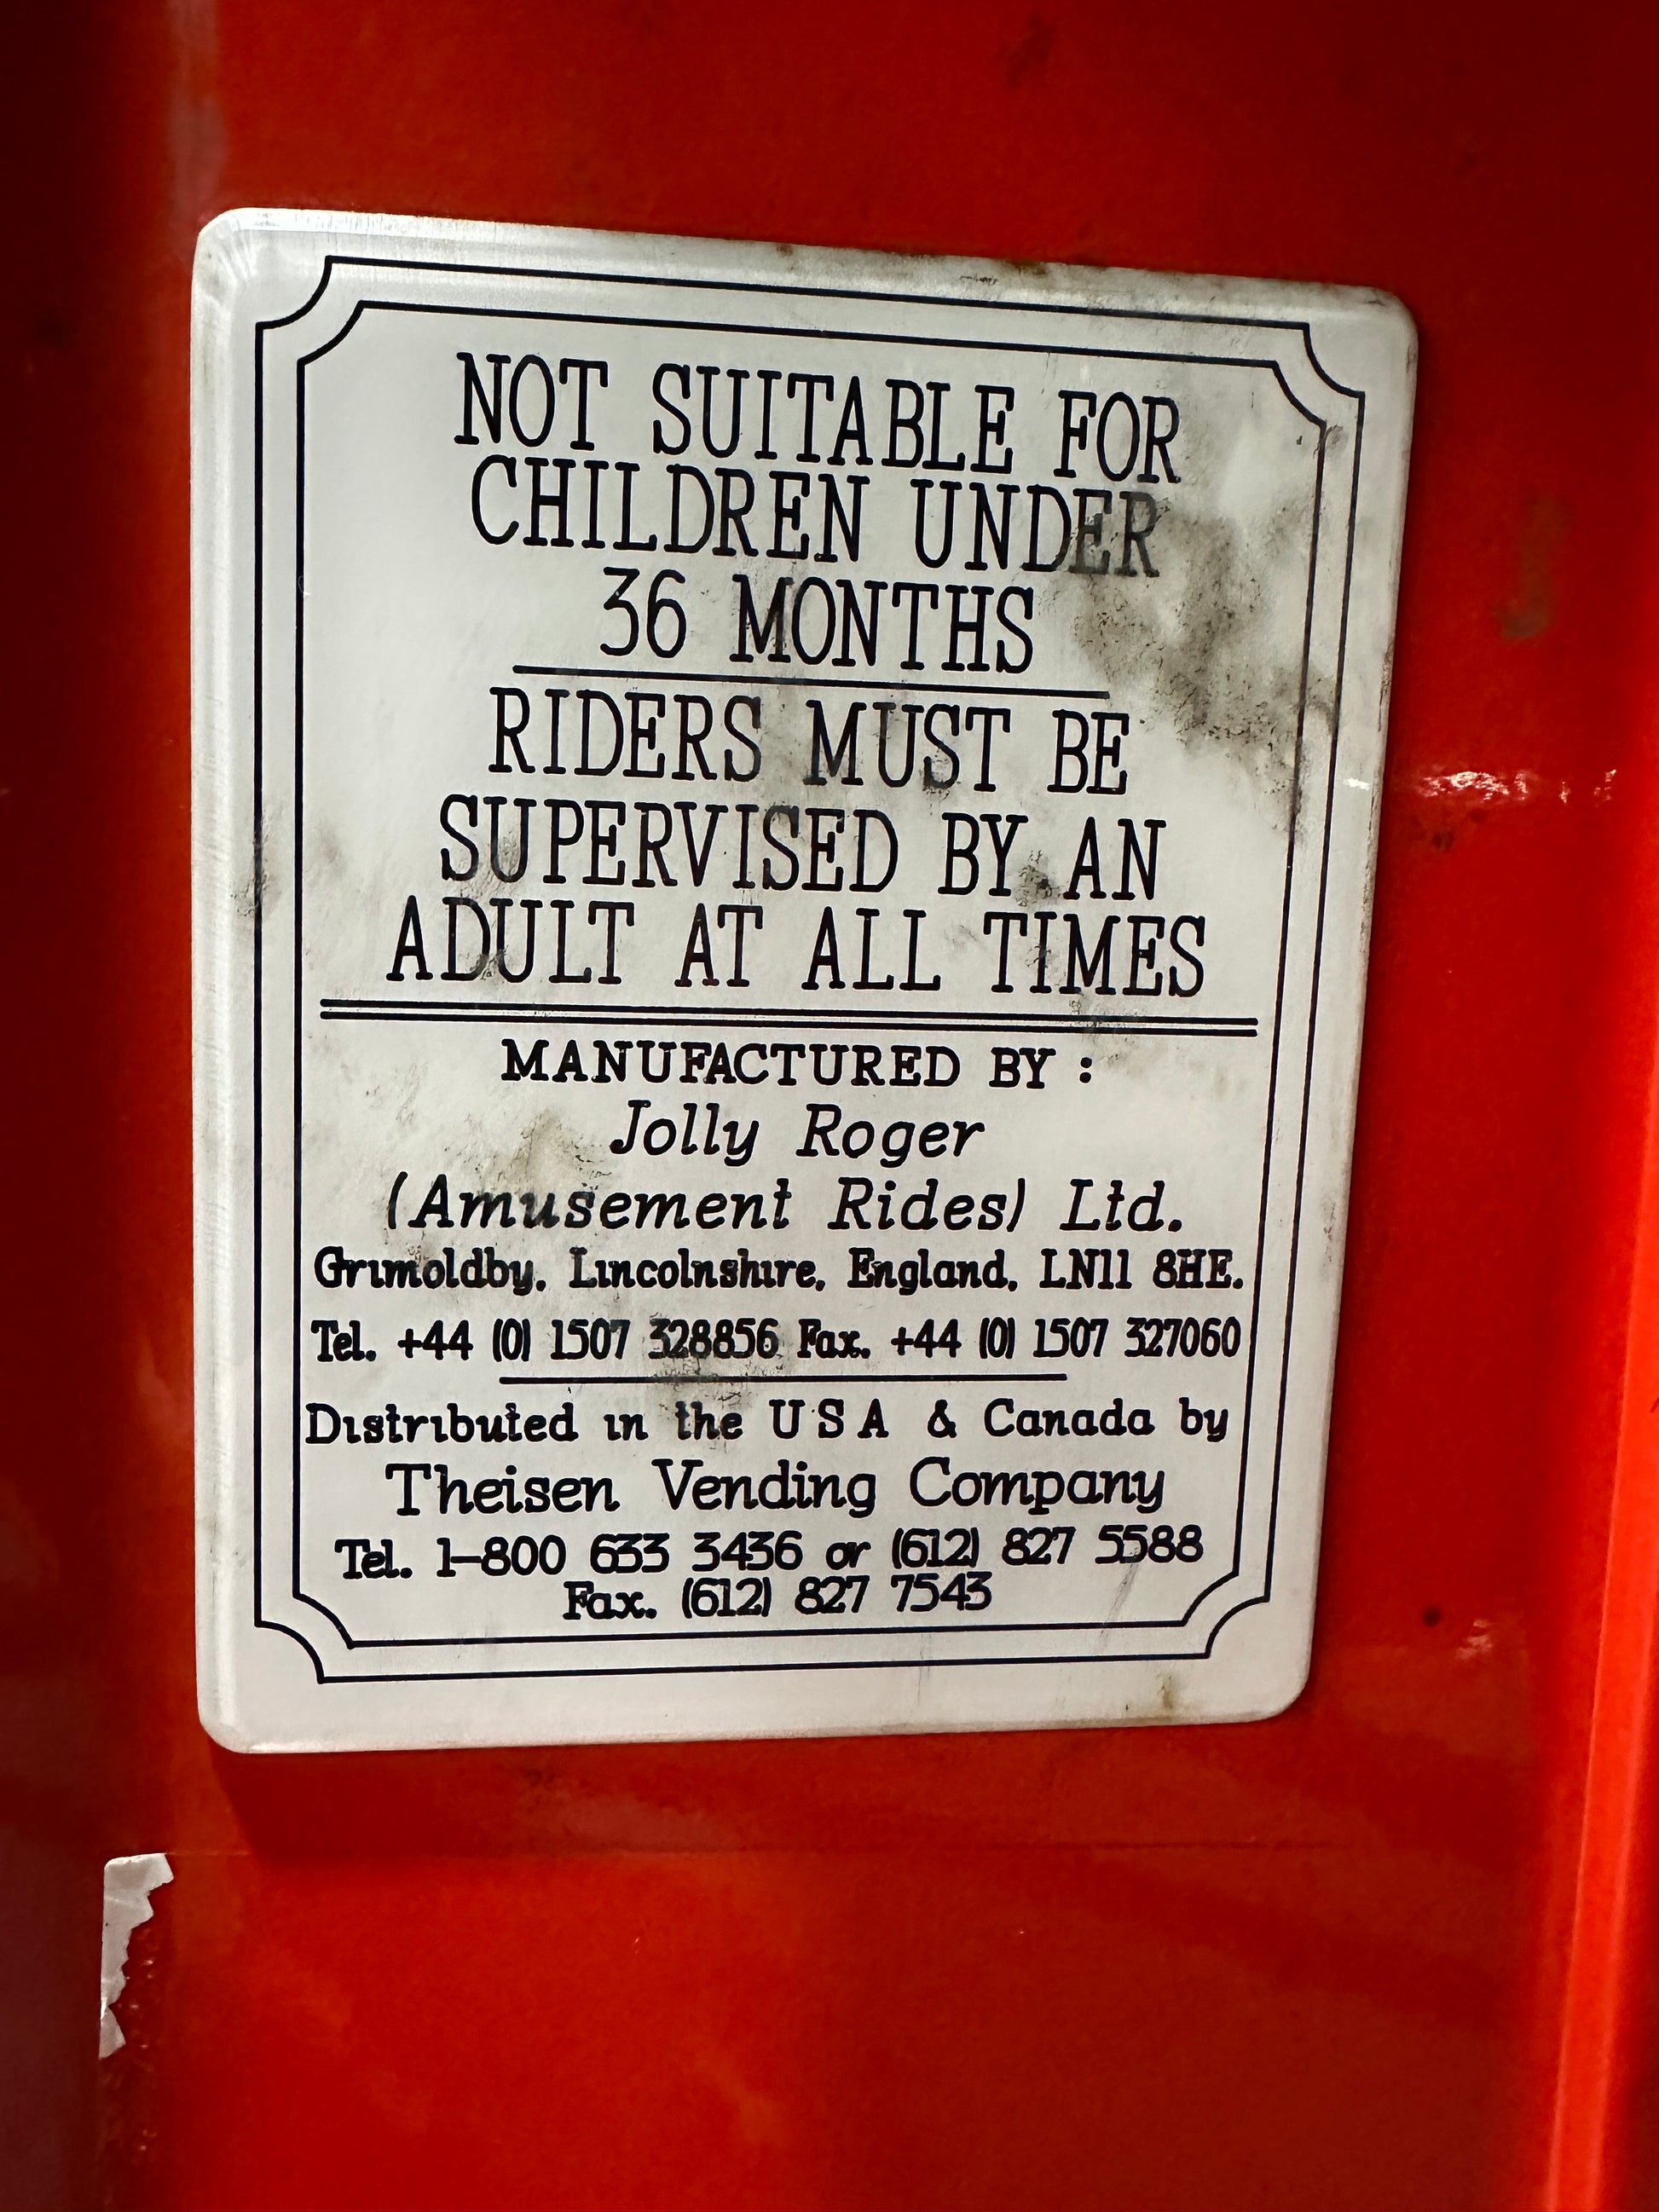 NOT SUITABLE FOR
CHILDREN UNDER
36 MONTHS
RIDERS MUST BE
SUPERVISED BY AN
ADULT AT ALL TIMES
MANUFACTURED BY :
Jolly Roger
(Amusement Rides) Ltd.
Grimoldby, Lincolnshire, England, LN11 8HE.
Tel. +44 (0) 1507 328856 Fax. +44 (0) 1507 327060
Distributed in the U S A & Canada by
Theisen Vending Company
Tel. 1-800 633 3436 or (612) 827 5588
Fax. (612) 827 7543